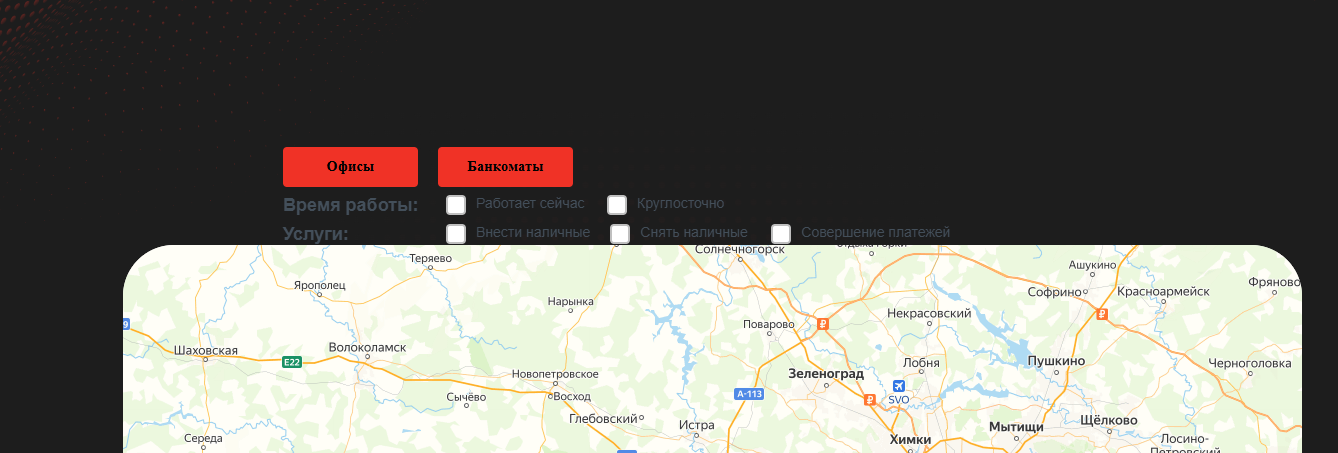 Офисы Банкоматы
Время работы: Работает сейчас Круглосточно
Услуги: Внести наличные Снять наличные Совершение платежей
Солнечногорск
Теряево
Ашукино
Ярополец
Софрино
Красноармейск
Фряново
Нарынка
Некрасовский
Поварово
Шаховская
E22
Волоколамск
Лобня
Пушкино
Черноголовка
Новопетровское
Зеленоград
Сычёво
Восход
А-113
SVO
Глебовский
Истра
Мытищи
Щёлково
Середа
Химки
Лосино-
Петровский